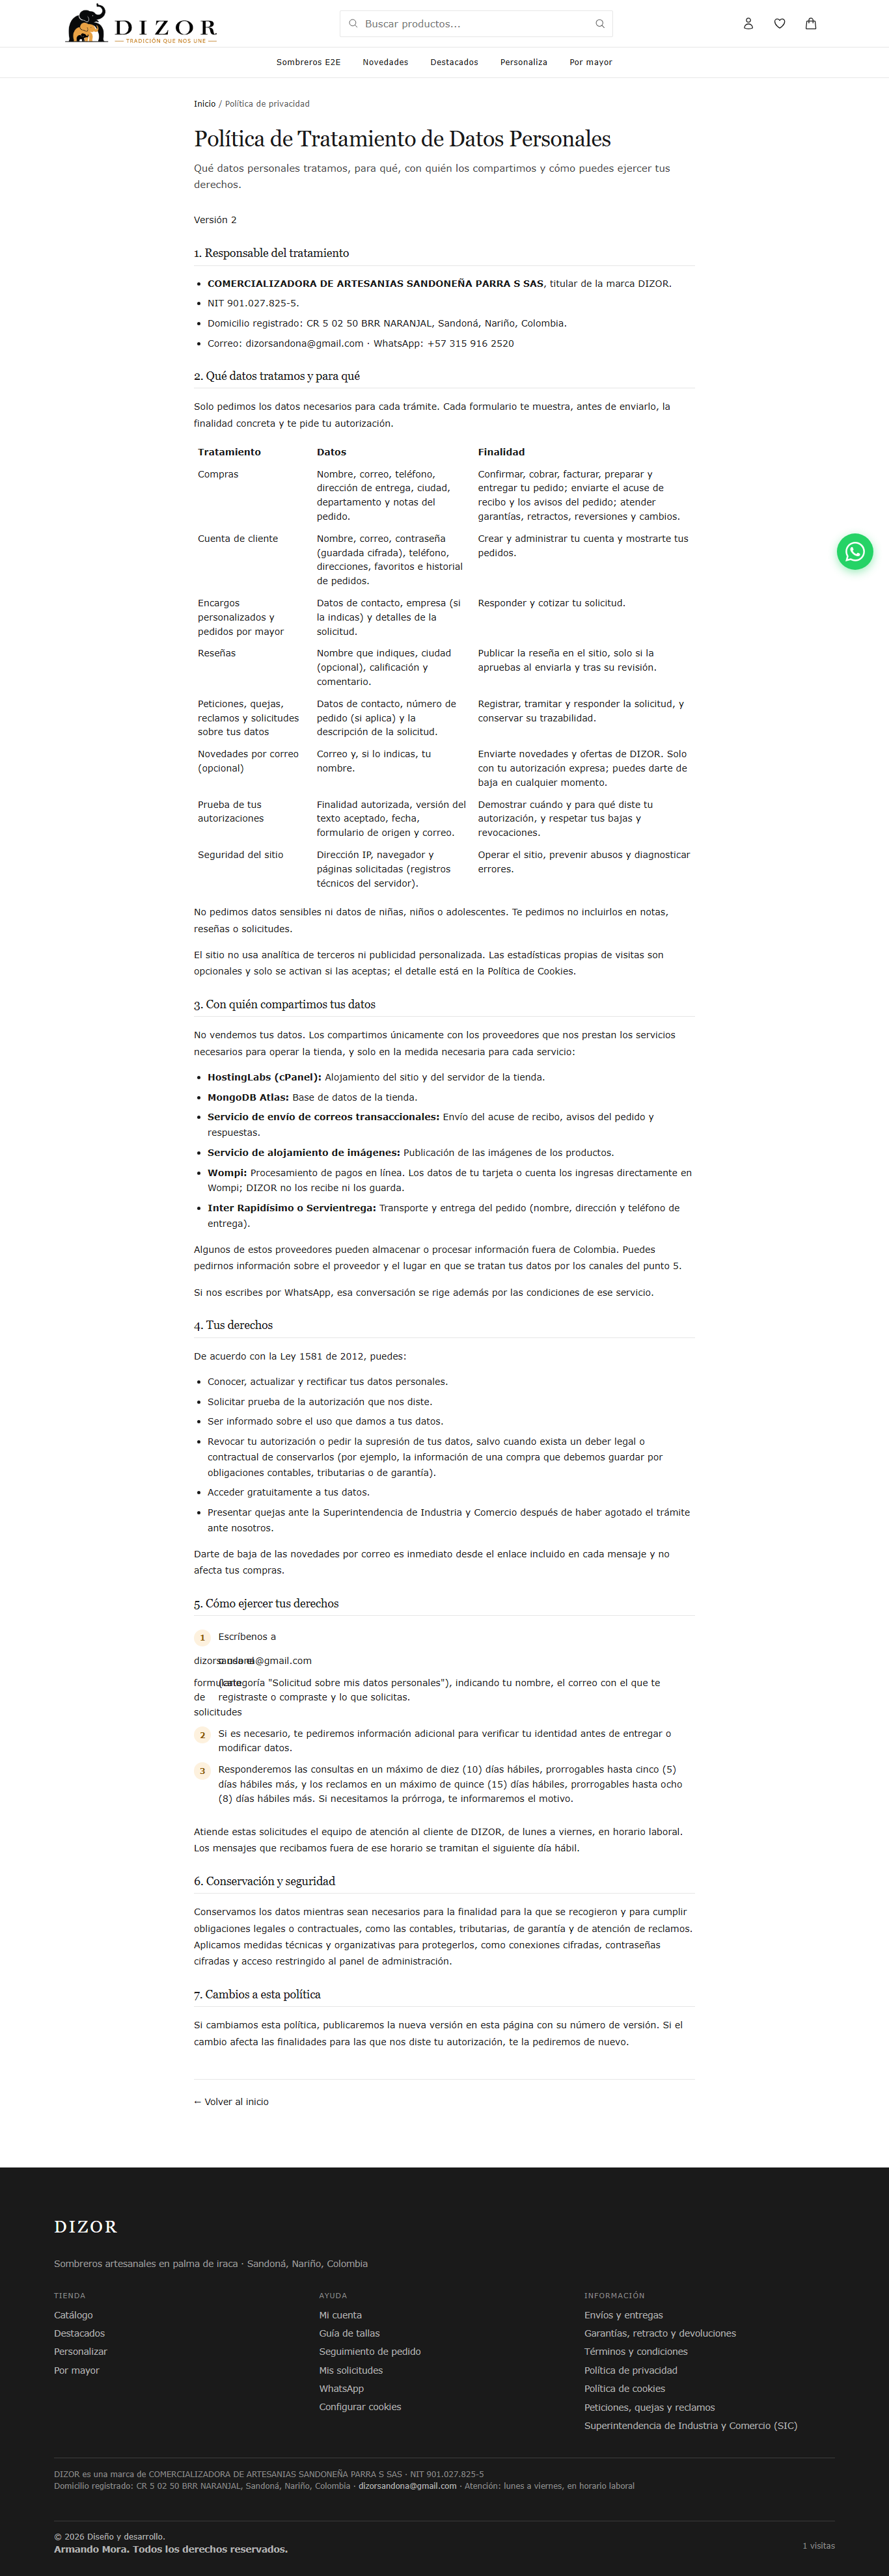 DIZOR
TRADICIÓN QUE NOS UNE
Buscar productos...
Sombreros E2E Novedades Destacados Personaliza Por mayor
Inicio / Política de privacidad
Política de Tratamiento de Datos Personales
Qué datos personales tratamos, para qué, con quién los compartimos y cómo puedes ejercer tus
derechos.
Versión 2
1. Responsable del tratamiento
• COMERCIALIZADORA DE ARTESANIAS SANDONEÑA PARRA S SAS, titular de la marca DIZOR.
• NIT 901.027.825-5.
• Domicilio registrado: CR 5 02 50 BRR NARANJAL, Sandoná, Nariño, Colombia.
• Correo: dizorsandona@gmail.com · WhatsApp: +57 315 916 2520
2. Qué datos tratamos y para qué
Solo pedimos los datos necesarios para cada trámite. Cada formulario te muestra, antes de enviarlo, la
finalidad concreta y te pide tu autorización.
Tratamiento Datos Finalidad
Compras
Nombre, correo, teléfono,
dirección de entrega, ciudad,
departamento y notas del
pedido.
Confirmar, cobrar, facturar, preparar y
entregar tu pedido; enviarte el acuse de
recibo y los avisos del pedido; atender
garantías, retractos, reversiones y cambios.
Cuenta de cliente
Nombre, correo, contraseña
(guardada cifrada), teléfono,
direcciones, favoritos e historial
de pedidos.
Crear y administrar tu cuenta y mostrarte tus
pedidos.
Encargos
personalizados y
pedidos por mayor
Datos de contacto, empresa (si
la indicas) y detalles de la
solicitud.
Responder y cotizar tu solicitud.
Reseñas
Nombre que indiques, ciudad
(opcional), calificación y
comentario.
Publicar la reseña en el sitio, solo si la
apruebas al enviarla y tras su revisión.
Peticiones, quejas,
reclamos y solicitudes
sobre tus datos
Datos de contacto, número de
pedido (si aplica) y la
descripción de la solicitud.
Registrar, tramitar y responder la solicitud, y
conservar su trazabilidad.
Novedades por correo
(opcional)
Correo y, si lo indicas, tu
nombre.
Enviarte novedades y ofertas de DIZOR. Solo
con tu autorización expresa; puedes darte de
baja en cualquier momento.
Prueba de tus
autorizaciones
Finalidad autorizada, versión del
texto aceptado, fecha,
formulario de origen y correo.
Demostrar cuándo y para qué diste tu
autorización, y respetar tus bajas y
revocaciones.
Seguridad del sitio
Dirección IP, navegador y
páginas solicitadas (registros
técnicos del servidor).
Operar el sitio, prevenir abusos y diagnosticar
errores.
No pedimos datos sensibles ni datos de niñas, niños o adolescentes. Te pedimos no incluirlos en notas,
reseñas o solicitudes.
El sitio no usa analítica de terceros ni publicidad personalizada. Las estadísticas propias de visitas son
opcionales y solo se activan si las aceptas; el detalle está en la Política de Cookies.
3. Con quién compartimos tus datos
No vendemos tus datos. Los compartimos únicamente con los proveedores que nos prestan los servicios
necesarios para operar la tienda, y solo en la medida necesaria para cada servicio:
• HostingLabs (cPanel): Alojamiento del sitio y del servidor de la tienda.
• MongoDB Atlas: Base de datos de la tienda.
• Servicio de envío de correos transaccionales: Envío del acuse de recibo, avisos del pedido y
respuestas.
• Servicio de alojamiento de imágenes: Publicación de las imágenes de los productos.
• Wompi: Procesamiento de pagos en línea. Los datos de tu tarjeta o cuenta los ingresas directamente en
Wompi; DIZOR no los recibe ni los guarda.
• Inter Rapidísimo o Servientrega: Transporte y entrega del pedido (nombre, dirección y teléfono de
entrega).
Algunos de estos proveedores pueden almacenar o procesar información fuera de Colombia. Puedes
pedirnos información sobre el proveedor y el lugar en que se tratan tus datos por los canales del punto 5.
Si nos escribes por WhatsApp, esa conversación se rige además por las condiciones de ese servicio.
4. Tus derechos
De acuerdo con la Ley 1581 de 2012, puedes:
• Conocer, actualizar y rectificar tus datos personales.
• Solicitar prueba de la autorización que nos diste.
• Ser informado sobre el uso que damos a tus datos.
• Revocar tu autorización o pedir la supresión de tus datos, salvo cuando exista un deber legal o
contractual de conservarlos (por ejemplo, la información de una compra que debemos guardar por
obligaciones contables, tributarias o de garantía).
• Acceder gratuitamente a tus datos.
• Presentar quejas ante la Superintendencia de Industria y Comercio después de haber agotado el trámite
ante nosotros.
Darte de baja de las novedades por correo es inmediato desde el enlace incluido en cada mensaje y no
afecta tus compras.
5. Cómo ejercer tus derechos
1 Escríbenos a
dizorsandona@gmail.com
formulario
de
solicitudes
(categoría "Solicitud sobre mis datos personales"), indicando tu nombre, el correo con el que te
registraste o compraste y lo que solicitas.
2 Si es necesario, te pediremos información adicional para verificar tu identidad antes de entregar o
modificar datos.
3 Responderemos las consultas en un máximo de diez (10) días hábiles, prorrogables hasta cinco (5)
días hábiles más, y los reclamos en un máximo de quince (15) días hábiles, prorrogables hasta ocho
(8) días hábiles más. Si necesitamos la prórroga, te informaremos el motivo.
Atiende estas solicitudes el equipo de atención al cliente de DIZOR, de lunes a viernes, en horario laboral.
Los mensajes que recibamos fuera de ese horario se tramitan el siguiente día hábil.
6. Conservación y seguridad
Conservamos los datos mientras sean necesarios para la finalidad para la que se recogieron y para cumplir
obligaciones legales o contractuales, como las contables, tributarias, de garantía y de atención de reclamos.
Aplicamos medidas técnicas y organizativas para protegerlos, como conexiones cifradas, contraseñas
cifradas y acceso restringido al panel de administración.
7. Cambios a esta política
Si cambiamos esta política, publicaremos la nueva versión en esta página con su número de versión. Si el
cambio afecta las finalidades para las que nos diste tu autorización, te la pediremos de nuevo.
← Volver al inicio
DIZOR
Sombreros artesanales en palma de iraca · Sandoná, Nariño, Colombia
TIENDA
Catálogo
Destacados
Personalizar
Por mayor
AYUDA
Mi cuenta
Guía de tallas
Seguimiento de pedido
Mis solicitudes
WhatsApp
Configurar cookies
INFORMACIÓN
Envíos y entregas
Garantías, retracto y devoluciones
Términos y condiciones
Política de privacidad
Política de cookies
Peticiones, quejas y reclamos
Superintendencia de Industria y Comercio (SIC)
DIZOR es una marca de COMERCIALIZADORA DE ARTESANIAS SANDONEÑA PARRA S SAS · NIT 901.027.825-5
Domicilio registrado: CR 5 02 50 BRR NARANJAL, Sandoná, Nariño, Colombia · dizorsandona@gmail.com · Atención: lunes a viernes, en horario laboral
© 2026 Diseño y desarrollo.
Armando Mora. Todos los derechos reservados.
1 visitas